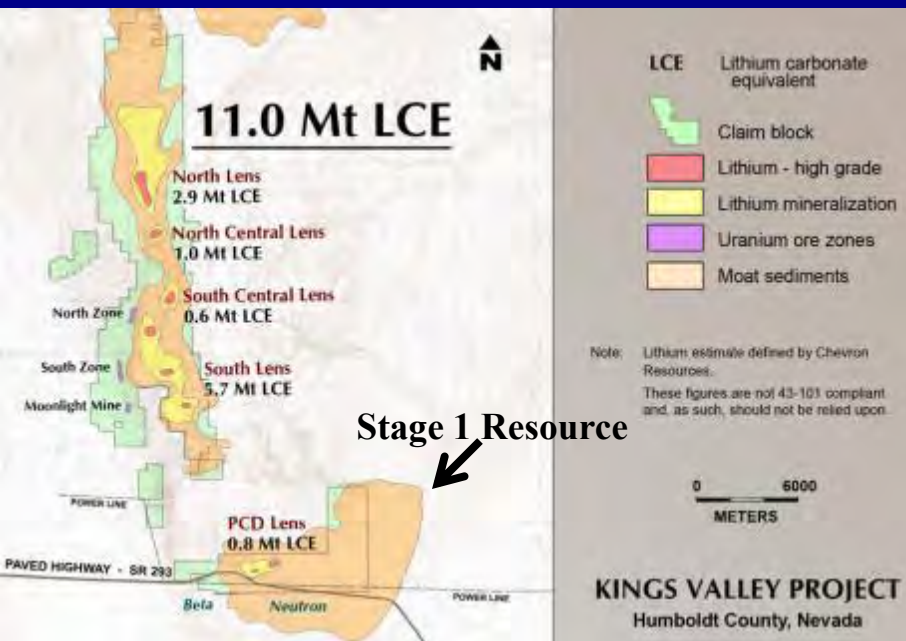 N
11.0 Mt LCE
North Lens
2.9 Mt LCE
North Central Lens
1.0 Mt LCE
South Central Lens
0.6 Mt LCE
North Zone
South Zone
South Lens
5.7 Mt LCE
Moonlight Mine
Stage 1 Resource
POWER LINE
PCD Lens
0.8 Mt LCE
PAVED HIGHWAY - SR 293
POWER LINE
Beta
Neutron
LCE Lithium carbonate
equivalent
Claim block
Lithium - high grade
Lithium mineralization
Uranium ore zones
Moat sediments
Note: Lithium estimate defined by Chevron
Resources.
These figures are not 43-101 compliant
and, as such, should not be relied upon
0 6000
METERS
KINGS VALLEY PROJECT
Humboldt County, Nevada